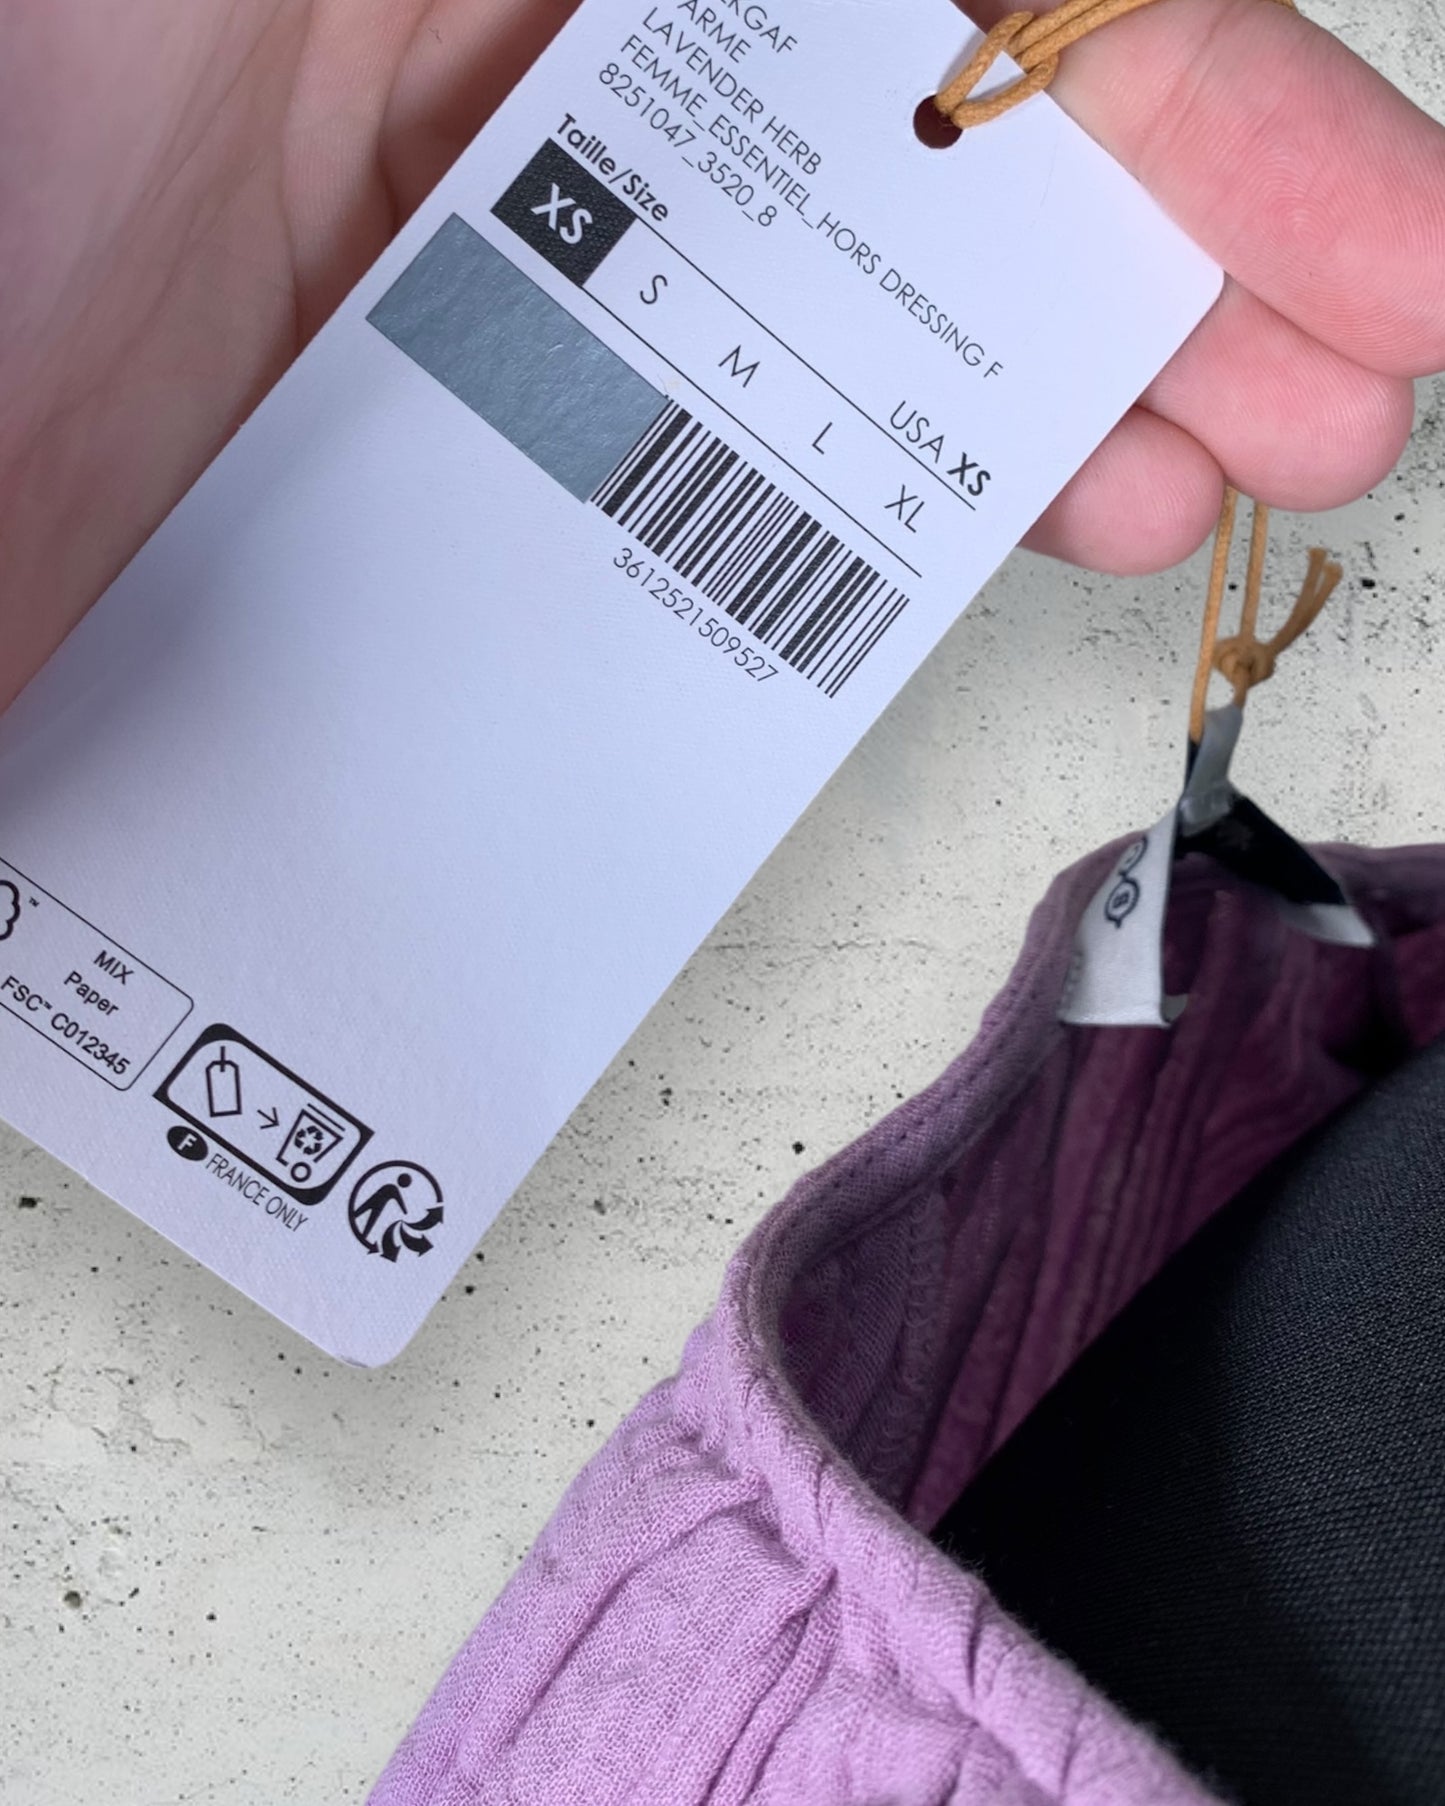 ARME
LAVENDER HERB
FEMME_ESSENTIEL_HORS DRESSING F
8251047_3520_8
Taille/Size
USA XS
XS S M L XL
3612521509527
™
MIX
Paper
FSC™ C012345
F FRANCE ONLY
B